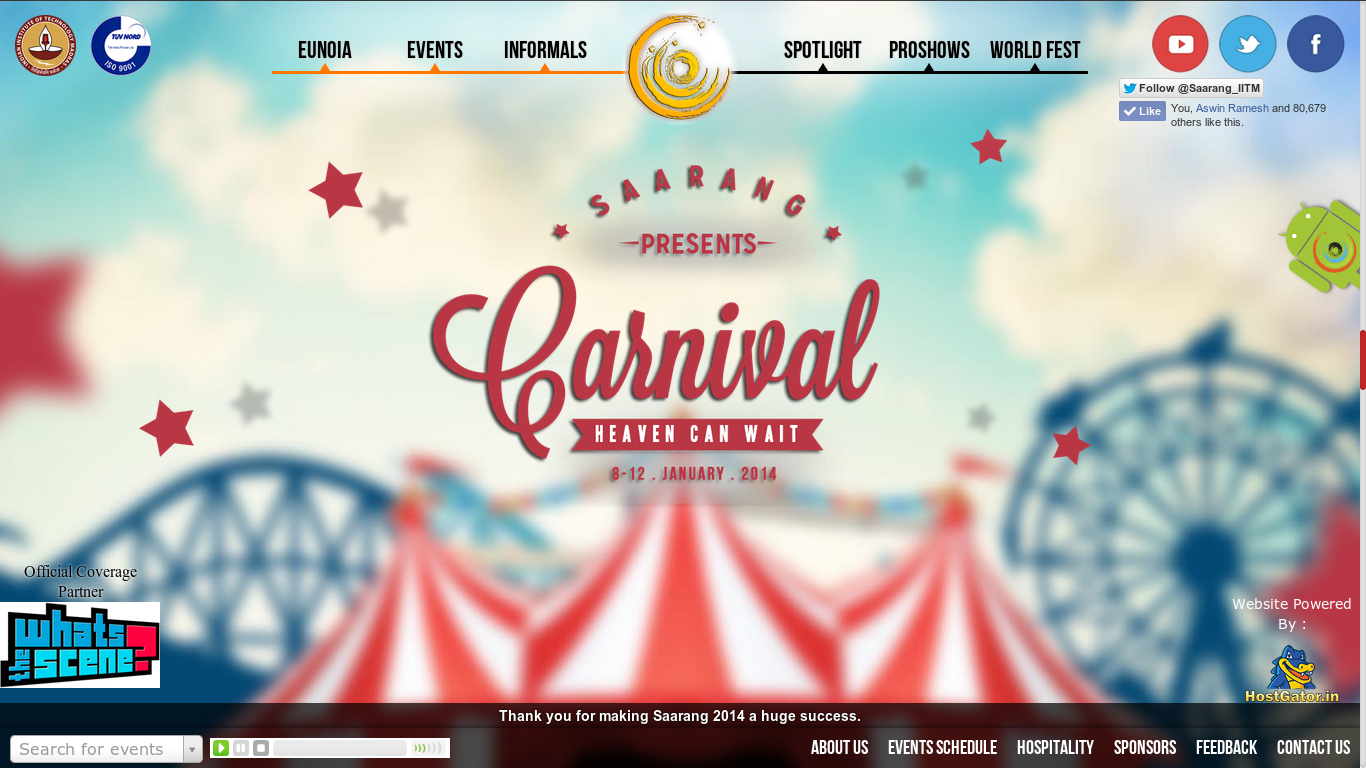 INDIAN INSTITUTE OF TECHNOLOGY MADRAS
TUV NORD
ISO 9001
EUNOIA
EVENTS
INFORMALS
SPOTLIGHT
PROSHOWS
WORLD FEST
Follow @Saarang_IITM
Like
You, Aswin Ramesh and 80,679
others like this.
SAARANG
PRESENTS
Carnival
HEAVEN CAN WAIT
8-12 . JANUARY . 2014
Official Coverage
Partner
whats
the
scene?
Website Powered
By :
HostGator.in
Thank you for making Saarang 2014 a huge success.
Search for events
ABOUT US
EVENTS SCHEDULE
HOSPITALITY
SPONSORS
FEEDBACK
CONTACT US